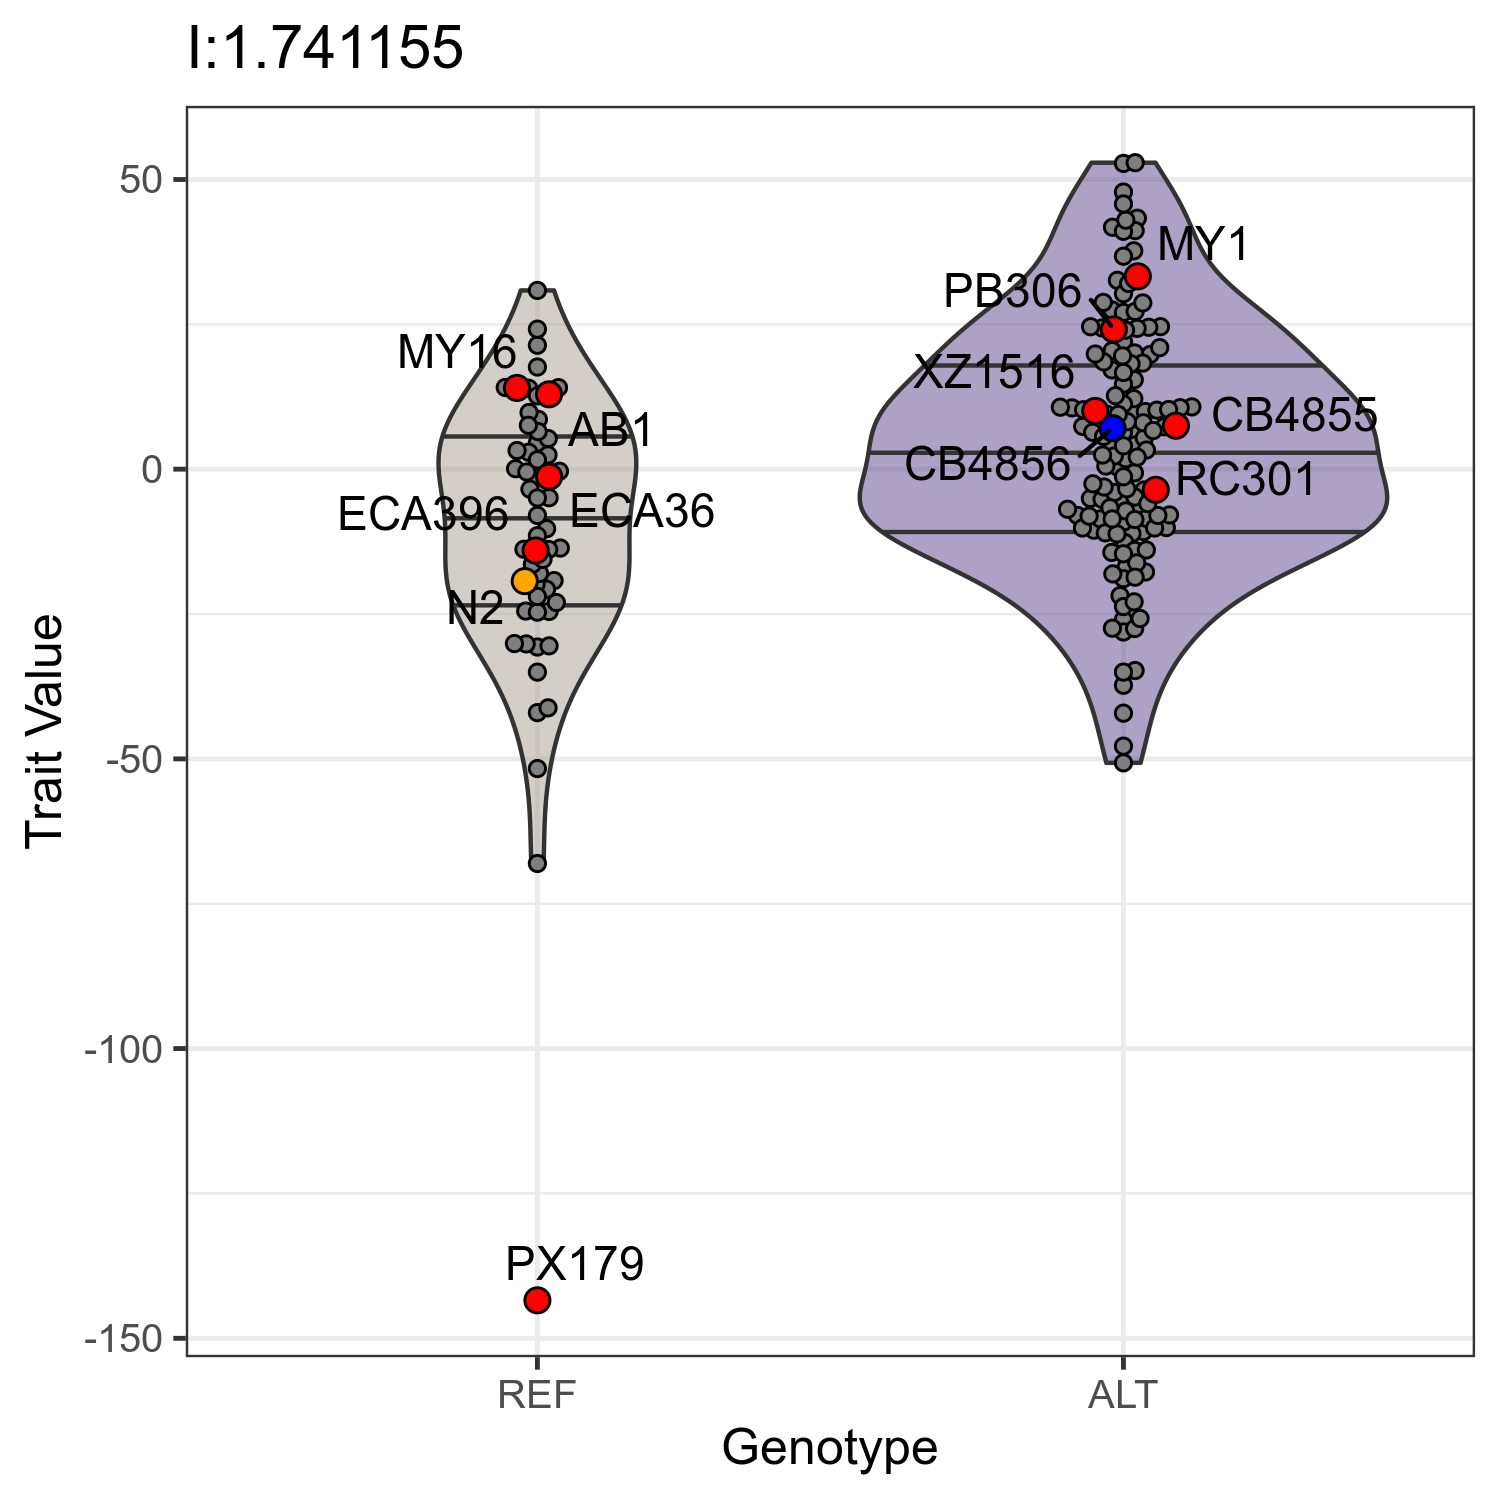 I:1.741155
50
0
-50
-100
-150
Trait Value
MY16
AB1
ECA396
ECA36
N2
PX179
MY1
PB306
XZ1516
CB4855
CB4856
RC301
REF
ALT
Genotype